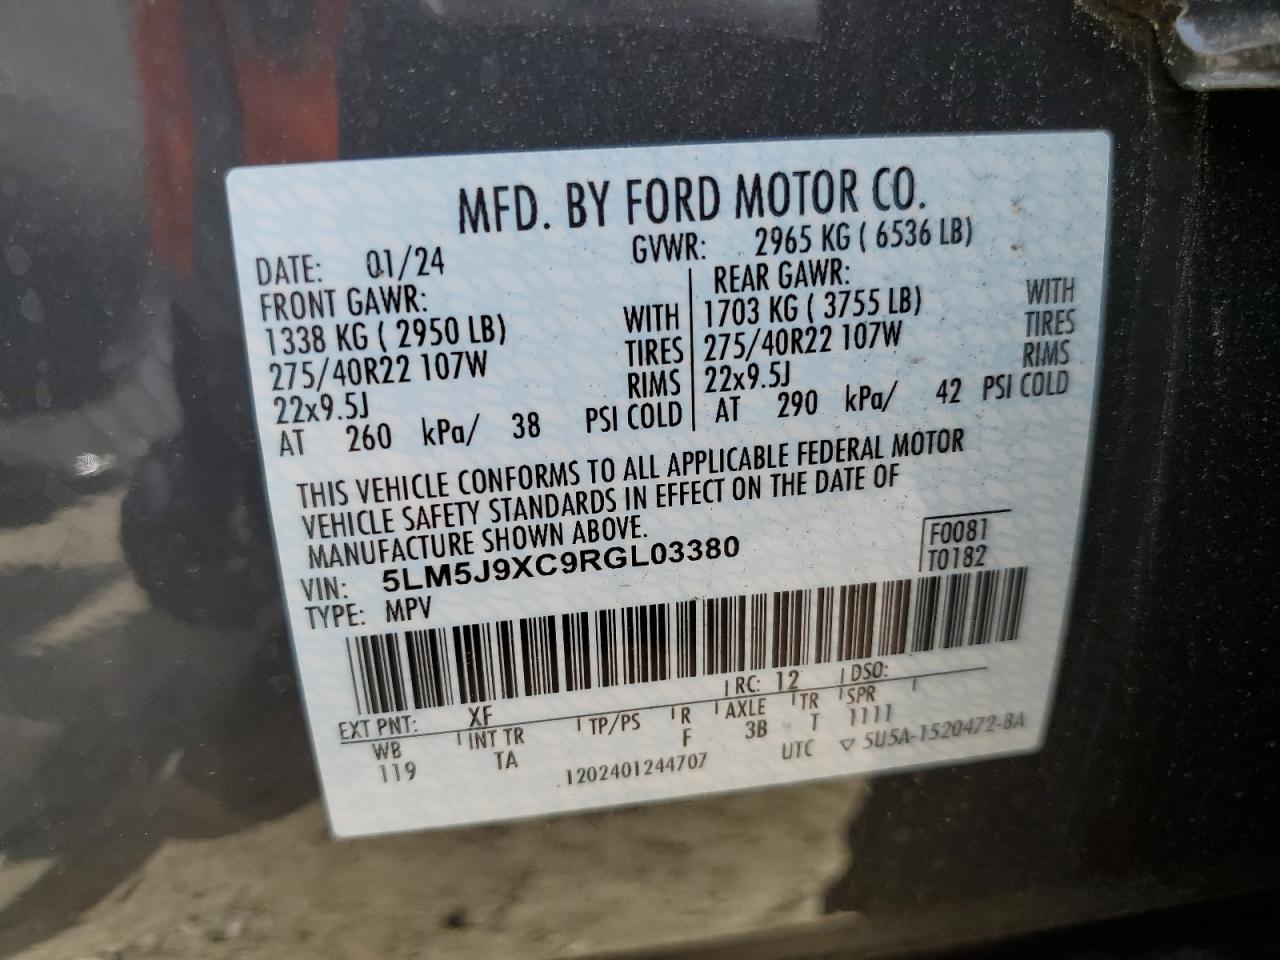 MFD. BY FORD MOTOR CO.
DATE: 01/24 GVWR: 2965 KG ( 6536 LB)
FRONT GAWR: REAR GAWR:
1338 KG ( 2950 LB) WITH 1703 KG ( 3755 LB) WITH
275/40R22 107W TIRES 275/40R22 107W TIRES
22x9.5J RIMS 22x9.5J RIMS
AT 260 kPa/ 38 PSI COLD AT 290 kPa/ 42 PSI COLD
THIS VEHICLE CONFORMS TO ALL APPLICABLE FEDERAL MOTOR
VEHICLE SAFETY STANDARDS IN EFFECT ON THE DATE OF
MANUFACTURE SHOWN ABOVE.
VIN: 5LM5J9XC9RGL03380 F0081
TYPE: MPV T0182
EXT PNT: XF RC: 12 DSO:
WB INT TR TP/PS R AXLE TR SPR
119 TA F 3B T 1111
1202401244707 UTC ▽ 5U5A-1520472-BA